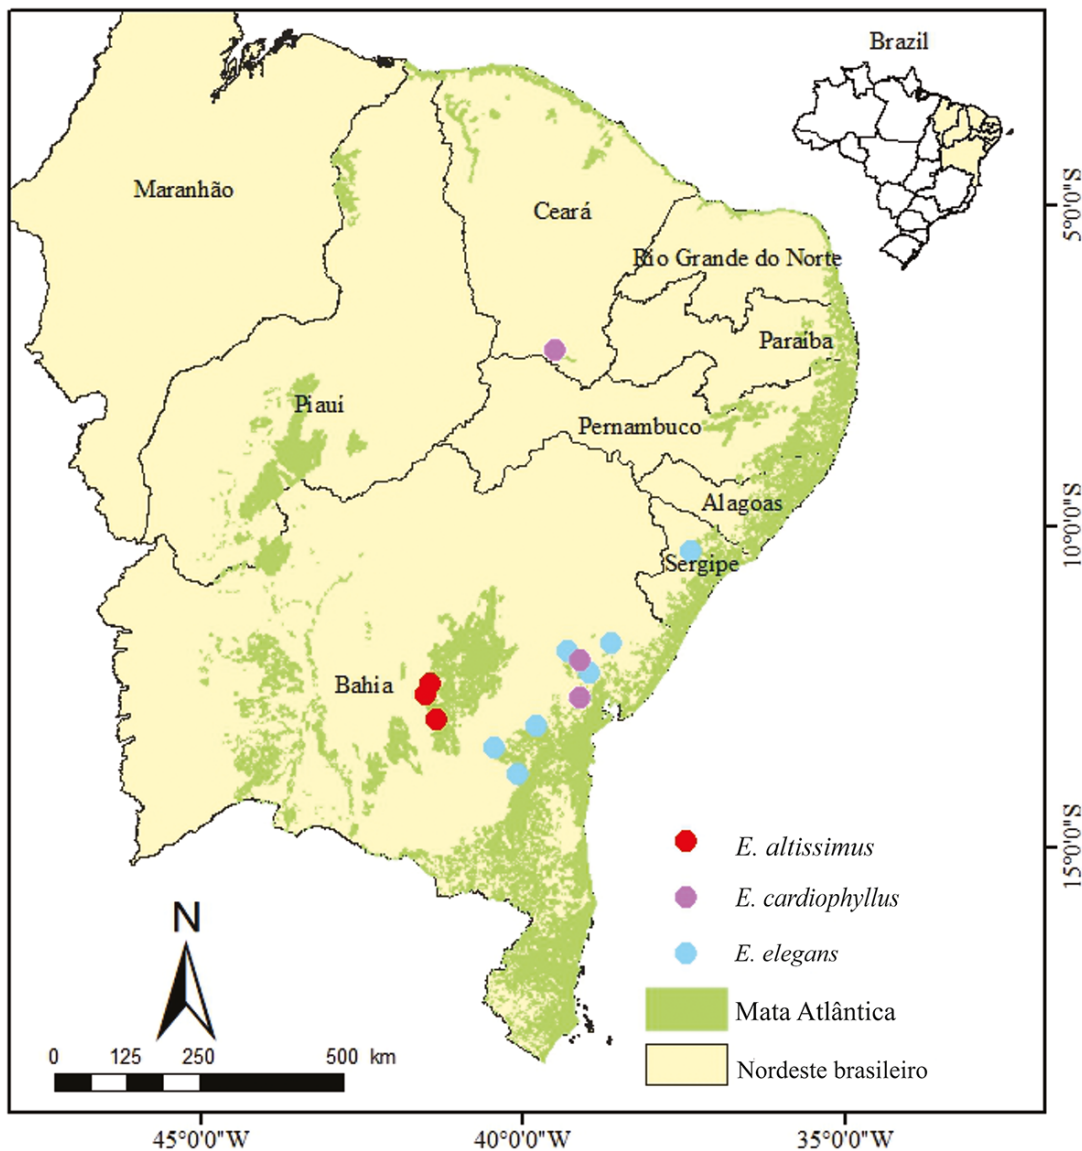 Brazil
Maranhão
Ceará
Rio Grande do Norte
Paraíba
Piauí
Pernambuco
Alagoas
Sergipe
Bahia
5°0'0"S
10°0'0"S
15°0'0"S
E. altissimus
E. cardiophyllus
E. elegans
Mata Atlântica
Nordeste brasileiro
N
0 125 250 500 km
45°0'0"W 40°0'0"W 35°0'0"W